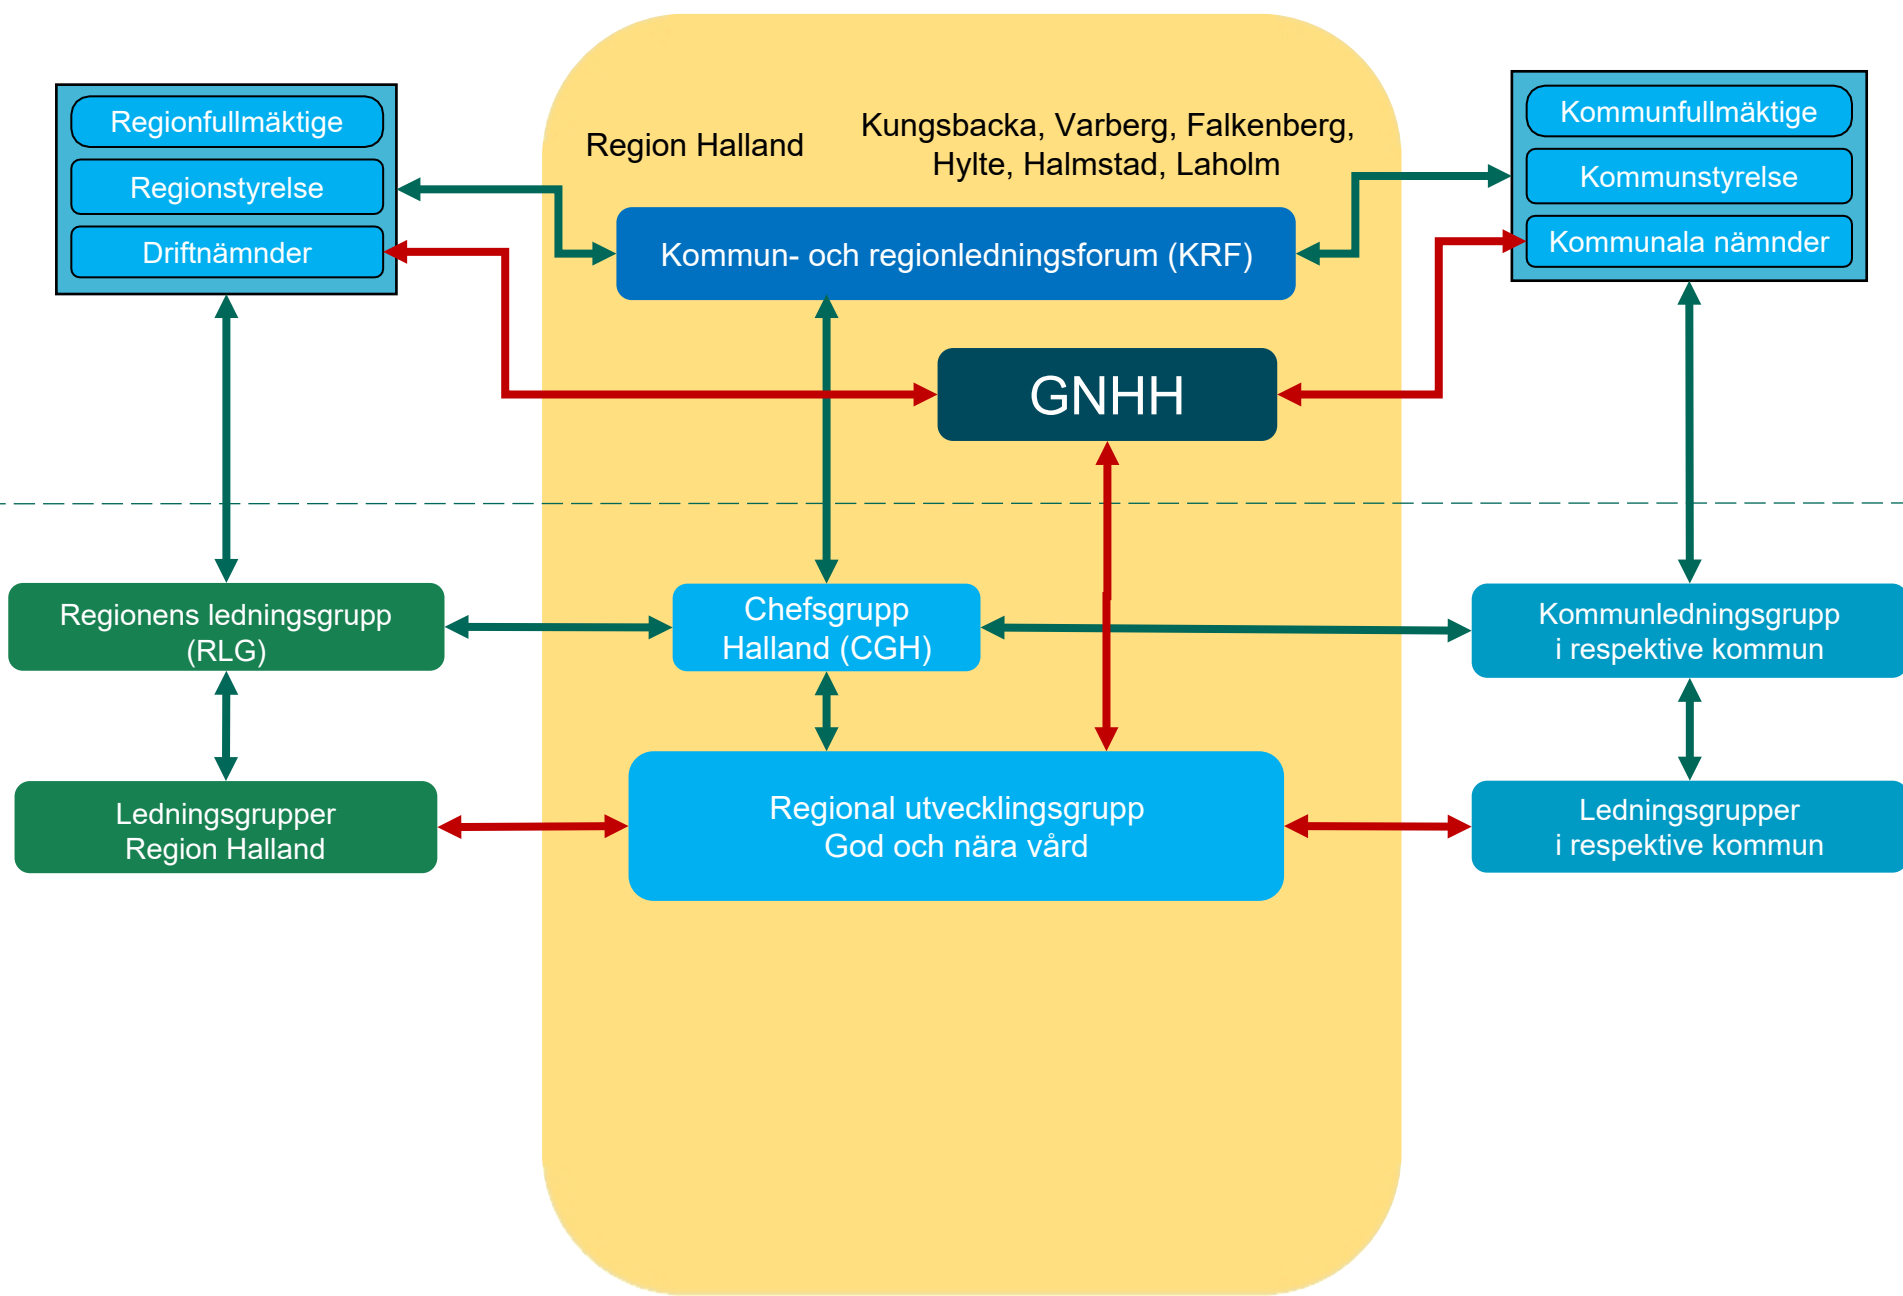 Regionfullmäktige
Regionstyrelse
Driftnämnder
Region Halland
Kungsbacka, Varberg, Falkenberg,
Hylte, Halmstad, Laholm
Kommun- och regionledningsforum (KRF)
GNHH
Kommunfullmäktige
Kommunstyrelse
Kommunala nämnder
Regionens ledningsgrupp
(RLG)
Chefsgrupp
Halland (CGH)
Kommunledningsgrupp
i respektive kommun
Ledningsgrupper
Region Halland
Regional utvecklingsgrupp
God och nära vård
Ledningsgrupper
i respektive kommun